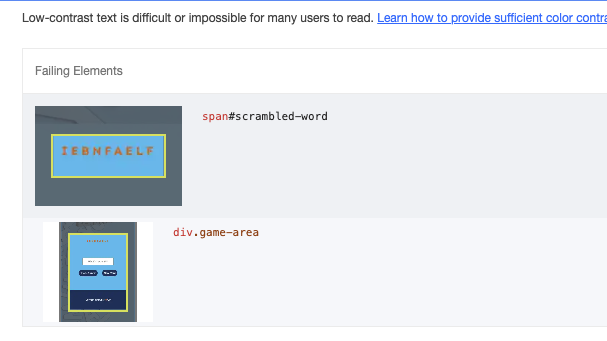 Low-contrast text is difficult or impossible for many users to read. Learn how to provide sufficient color contra
Failing Elements
span#scrambled-word
IEBNFAELF
div.game-area